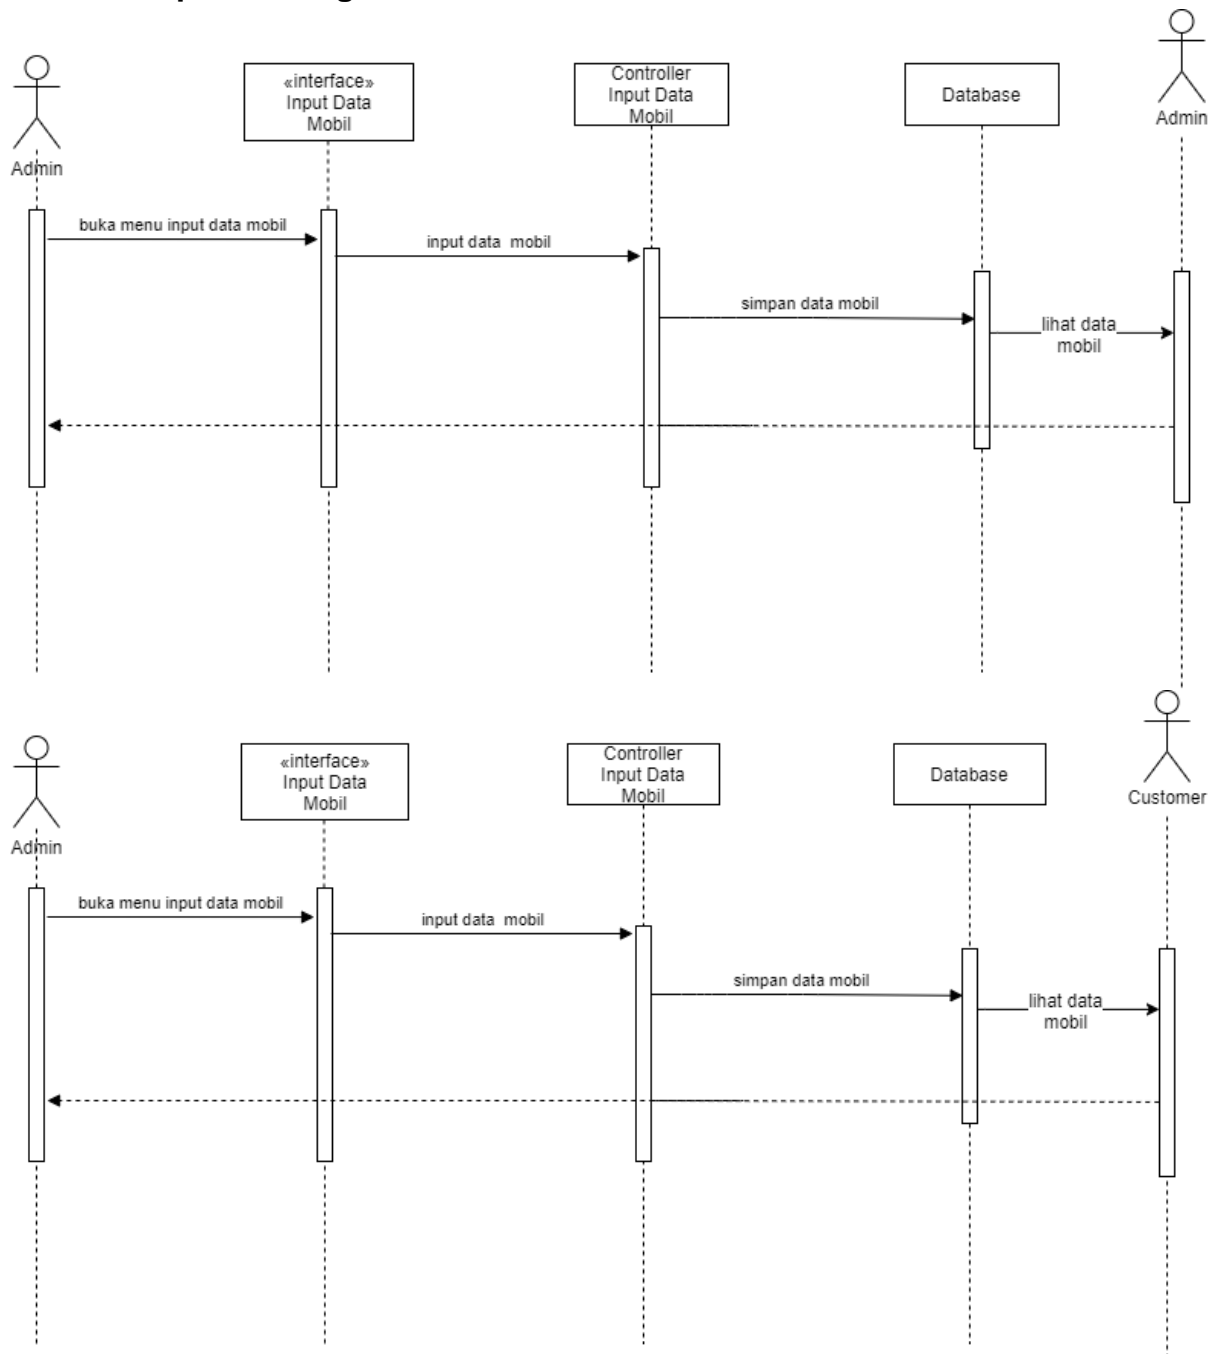 Admin
«interface»
Input Data
Mobil
Controller
Input Data
Mobil
Database
Admin
buka menu input data mobil
input data  mobil
simpan data mobil
lihat data
mobil
Admin
«interface»
Input Data
Mobil
Controller
Input Data
Mobil
Database
Customer
buka menu input data mobil
input data  mobil
simpan data mobil
lihat data
mobil